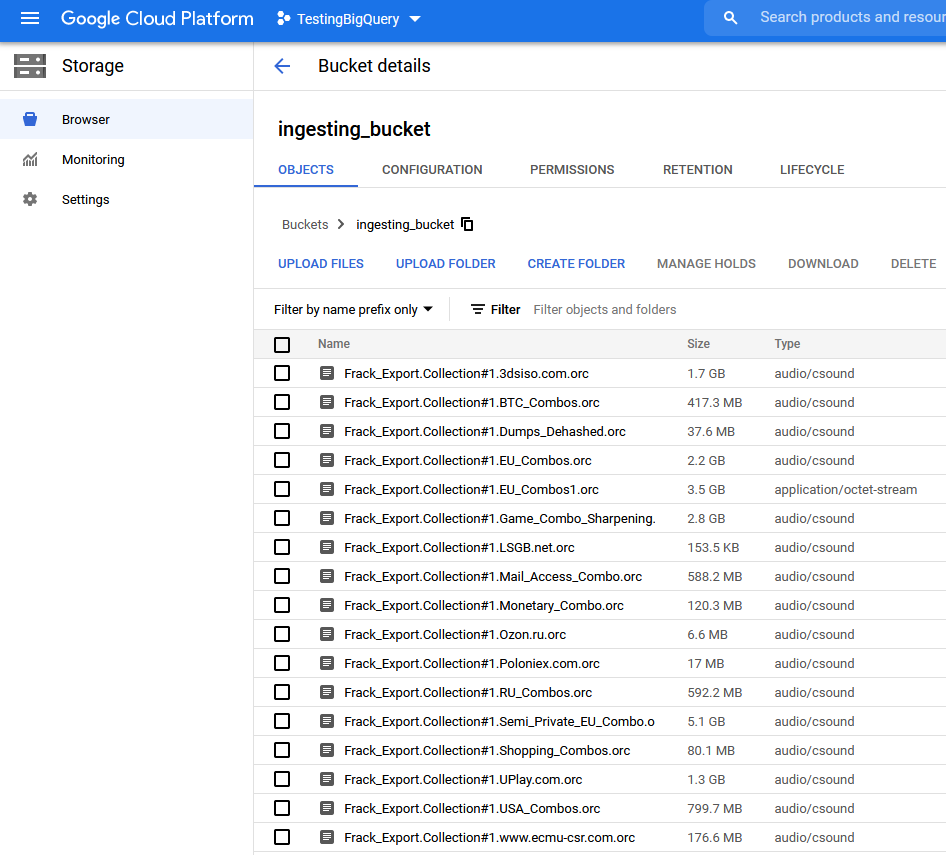 Google Cloud Platform TestingBigQuery Search products and resour
Storage
Bucket details
Browser
Monitoring
Settings
ingesting_bucket
OBJECTS CONFIGURATION PERMISSIONS RETENTION LIFECYCLE
Buckets > ingesting_bucket
UPLOAD FILES UPLOAD FOLDER CREATE FOLDER MANAGE HOLDS DOWNLOAD DELETE
Filter by name prefix only Filter Filter objects and folders
Name Size Type
Frack_Export.Collection#1.3dsiso.com.orc 1.7 GB audio/csound
Frack_Export.Collection#1.BTC_Combos.orc 417.3 MB audio/csound
Frack_Export.Collection#1.Dumps_Dehashed.orc 37.6 MB audio/csound
Frack_Export.Collection#1.EU_Combos.orc 2.2 GB audio/csound
Frack_Export.Collection#1.EU_Combos1.orc 3.5 GB application/octet-stream
Frack_Export.Collection#1.Game_Combo_Sharpening. 2.8 GB audio/csound
Frack_Export.Collection#1.LSGB.net.orc 153.5 KB audio/csound
Frack_Export.Collection#1.Mail_Access_Combo.orc 588.2 MB audio/csound
Frack_Export.Collection#1.Monetary_Combo.orc 120.3 MB audio/csound
Frack_Export.Collection#1.Ozon.ru.orc 6.6 MB audio/csound
Frack_Export.Collection#1.Poloniex.com.orc 17 MB audio/csound
Frack_Export.Collection#1.RU_Combos.orc 592.2 MB audio/csound
Frack_Export.Collection#1.Semi_Private_EU_Combo.o 5.1 GB audio/csound
Frack_Export.Collection#1.Shopping_Combos.orc 80.1 MB audio/csound
Frack_Export.Collection#1.UPlay.com.orc 1.3 GB audio/csound
Frack_Export.Collection#1.USA_Combos.orc 799.7 MB audio/csound
Frack_Export.Collection#1.www.ecmu-csr.com.orc 176.6 MB audio/csound